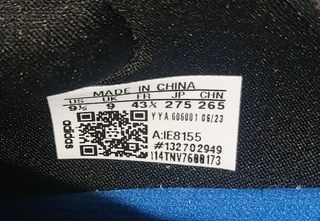 MADE IN CHINA
US UK FR JP CHN
9½ 9 43⅓ 275 265
adidas
YYA 606001 06/23
A:IE8155
#132702949